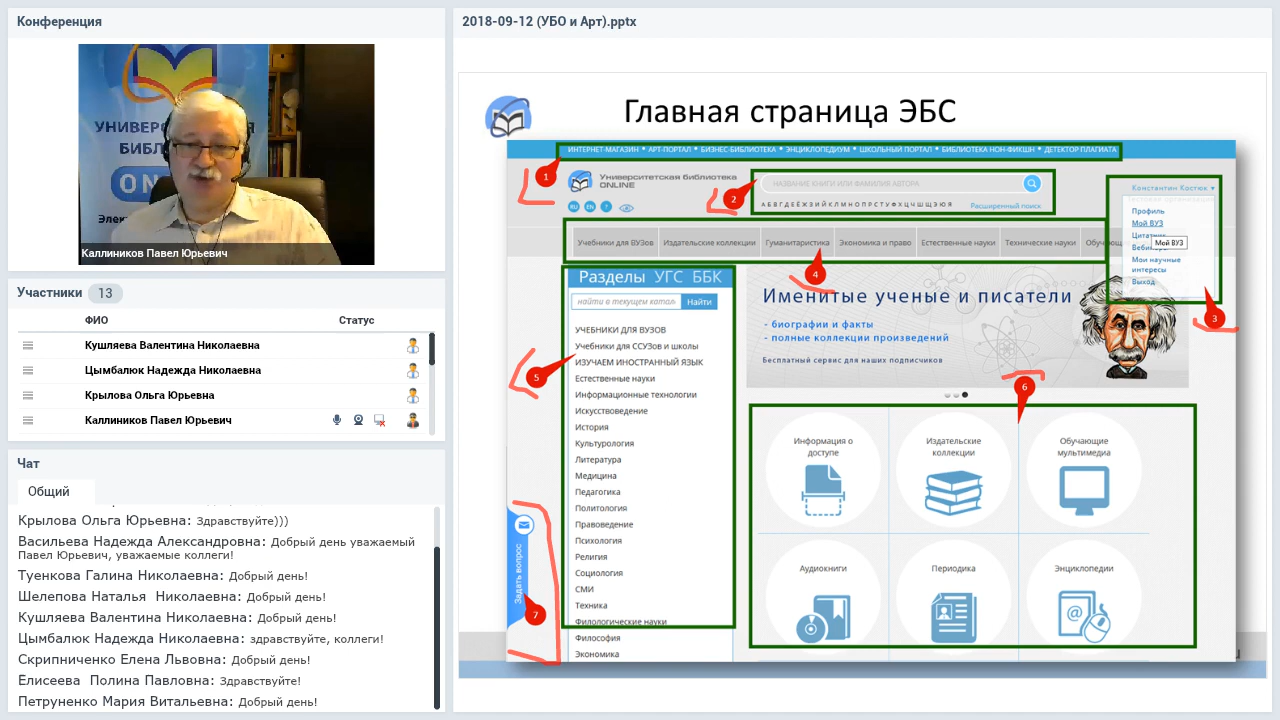 Конференция
УНИВЕР
БИБЛ
ON
Каллиников Павел Юрьевич
Участники 13
ФИО Статус
Кушляева Валентина Николаевна
Цымбалюк Надежда Николаевна
Крылова Ольга Юрьевна
Каллиников Павел Юрьевич
Чат
Общий
Крылова Ольга Юрьевна: Здравствуйте)))
Васильева Надежда Александровна: Добрый день уважаемый
Павел Юрьевич, уважаемые коллеги!
Туенкова Галина Николаевна: Добрый день!
Шелепова Наталья Николаевна: Добрый день!
Кушляева Валентина Николаевна: Добрый день!
Цымбалюк Надежда Николаевна: здравствуйте, коллеги!
Скрипниченко Елена Львовна: Добрый день!
Елисеева Полина Павловна: Здравствуйте!
Петруненко Мария Витальевна: Добрый день!
2018-09-12 (УБО и Арт).pptx
Главная страница ЭБС
ИНТЕРНЕТ-МАГАЗИН • АРТ-ПОРТАЛ • БИЗНЕС-БИБЛИОТЕКА • ЭНЦИКЛОПЕДИУМ • ШКОЛЬНЫЙ ПОРТАЛ • БИБЛИОТЕКА НОН-ФИКШН • ДЕТЕКТОР ПЛАГИАТА
1
Университетская библиотека
ONLINE
RU EN ?
2
НАЗВАНИЕ КНИГИ ИЛИ ФАМИЛИЯ АВТОРА
А Б В Г Д Е Ё Ж З И Й К Л М Н О П Р С Т У Ф Х Ц Ч Ш Щ Э Ю Я Расширенный поиск
Константин Костюк
Профиль
Мой ВУЗ
Мой ВУЗ
Мои научные
интересы
Выход
3
Учебники для ВУЗов Издательские коллекции Гуманитаристика Экономика и право Естественные науки Технические науки
4
Разделы УГС ББК
найти в текущем катал Найти
УЧЕБНИКИ ДЛЯ ВУЗОВ
Учебники для ССУЗов и школы
ИЗУЧАЕМ ИНОСТРАННЫЙ ЯЗЫК
Естественные науки
Информационные технологии
Искусствоведение
История
Культурология
Литература
Медицина
Педагогика
Политология
Правоведение
Психология
Религия
Социология
СМИ
Техника
Филологические науки
Философия
Экономика
5
Задать вопрос
7
Именитые ученые и писатели
- биографии и факты
- полные коллекции произведений
Бесплатный сервис для наших подписчиков
6
Информация о
доступе
Издательские
коллекции
Обучающие
мультимедиа
Аудиокниги
Периодика
Энциклопедии